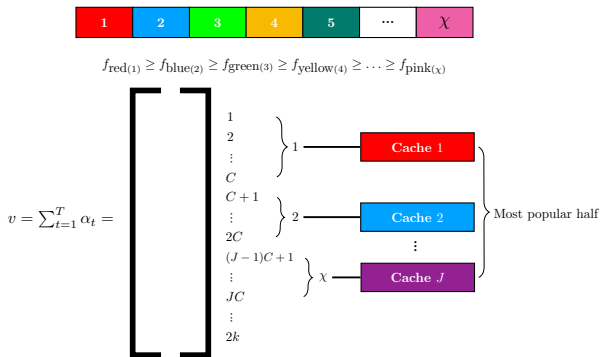 1 2 3 4 5 ... χ
f_red(1) ≥ f_blue(2) ≥ f_green(3) ≥ f_yellow(4) ≥ … ≥ f_pink(χ)
1
2
⋮
C
1
Cache 1
C + 1
⋮
2C
2
Cache 2
⋮
Most popular half
v = ∑_{t=1}^{T} α_t =
(J − 1)C + 1
⋮
JC
χ
Cache J
⋮
2k